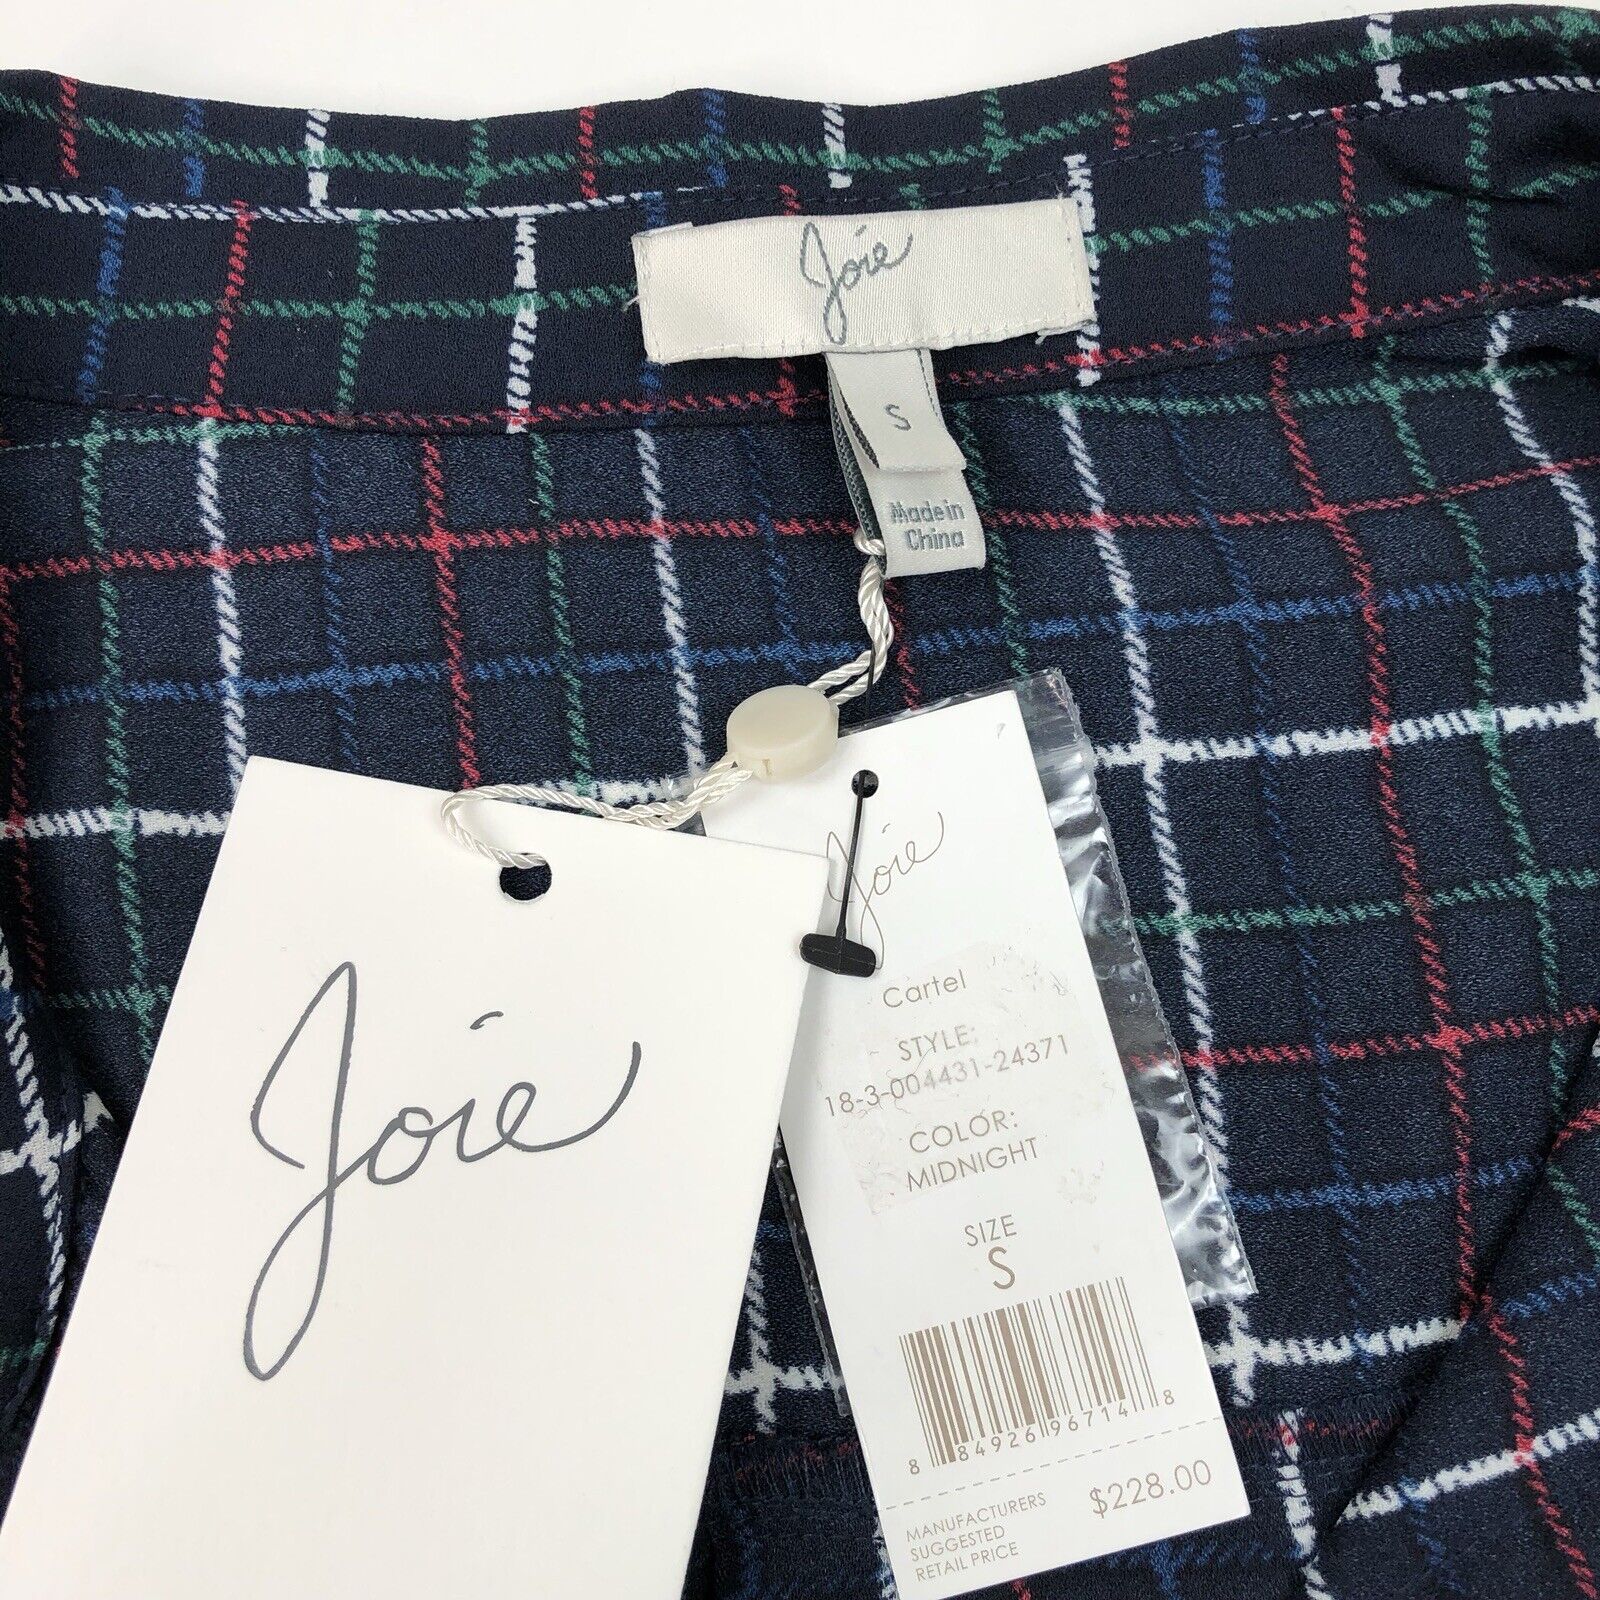 Joie
S
Made in
China
Joie
Joie
Cartel
STYLE:
18-3-004431-24371
COLOR:
MIDNIGHT
SIZE
S
8 84926 96714 8
MANUFACTURERS
SUGGESTED
RETAIL PRICE
$228.00